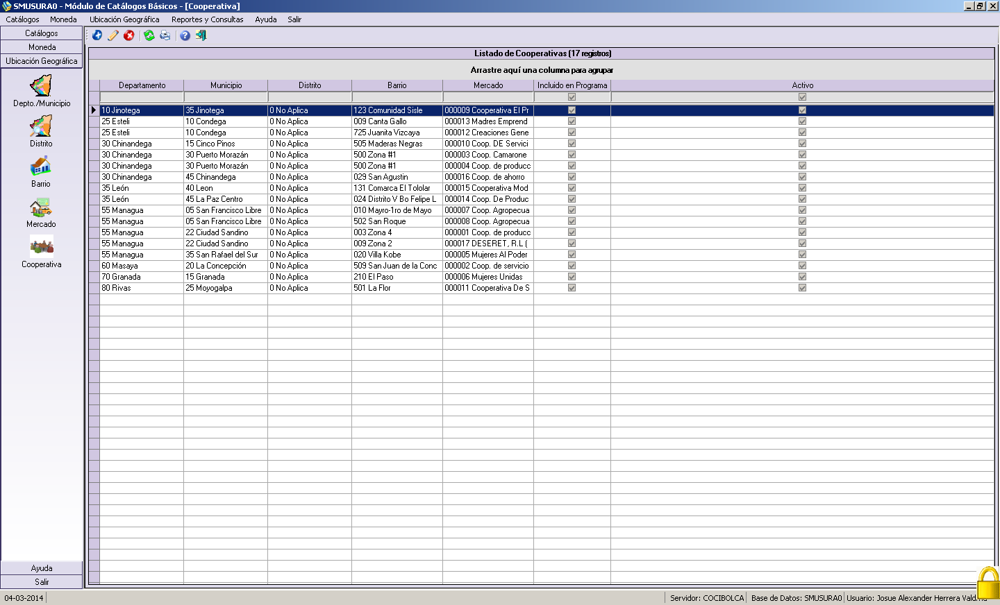 SMUSURA0 - Módulo de Catálogos Básicos - [Cooperativa]
Catálogos Moneda Ubicación Geográfica Reportes y Consultas Ayuda Salir
Catálogos
Moneda
Ubicación Geográfica
Depto./Municipio
Distrito
Barrio
Mercado
Cooperativa
Ayuda
Salir
Listado de Cooperativas (17 registros)
Arrastre aquí una columna para agrupar
Departamento Municipio Distrito Barrio Mercado Incluido en Programa Activo
10 Jinotega 35 Jinotega 0 No Aplica 123 Comunidad Sisle 000009 Cooperativa El Pr
25 Esteli 10 Condega 0 No Aplica 009 Canta Gallo 000013 Madres Emprend
25 Esteli 10 Condega 0 No Aplica 725 Juanita Vizcaya 000012 Creaciones Gene
30 Chinandega 15 Cinco Pinos 0 No Aplica 505 Maderas Negras 000010 Coop. DE Servici
30 Chinandega 30 Puerto Morazán 0 No Aplica 500 Zona #1 000003 Coop. Camarone
30 Chinandega 30 Puerto Morazán 0 No Aplica 500 Zona #1 000004 Coop. de producc
30 Chinandega 45 Chinandega 0 No Aplica 029 San Agustin 000016 Coop. de ahorro
35 León 40 Leon 0 No Aplica 131 Comarca El Tololar 000015 Cooperativa Mod
35 León 45 La Paz Centro 0 No Aplica 024 Distrito V Bo Felipe L 000014 Coop. De Produc
55 Managua 05 San Francisco Libre 0 No Aplica 010 Mayro-1ro de Mayo 000007 Coop. Agropecua
55 Managua 05 San Francisco Libre 0 No Aplica 502 San Roque 000008 Coop. Agropecua
55 Managua 22 Ciudad Sandino 0 No Aplica 003 Zona 4 000001 Coop. de producc
55 Managua 22 Ciudad Sandino 0 No Aplica 009 Zona 2 000017 DESERET, R.L (
55 Managua 35 San Rafael del Sur 0 No Aplica 020 Villa Kobe 000005 Mujeres Al Poder
60 Masaya 20 La Concepción 0 No Aplica 509 San Juan de la Conc 000002 Coop. de servicio
70 Granada 15 Granada 0 No Aplica 210 El Paso 000006 Mujeres Unidas
80 Rivas 25 Moyogalpa 0 No Aplica 501 La Flor 000011 Cooperativa De S
04-03-2014 Servidor: COCIBOLCA Base de Datos: SMUSURA0 Usuario: Josue Alexander Herrera